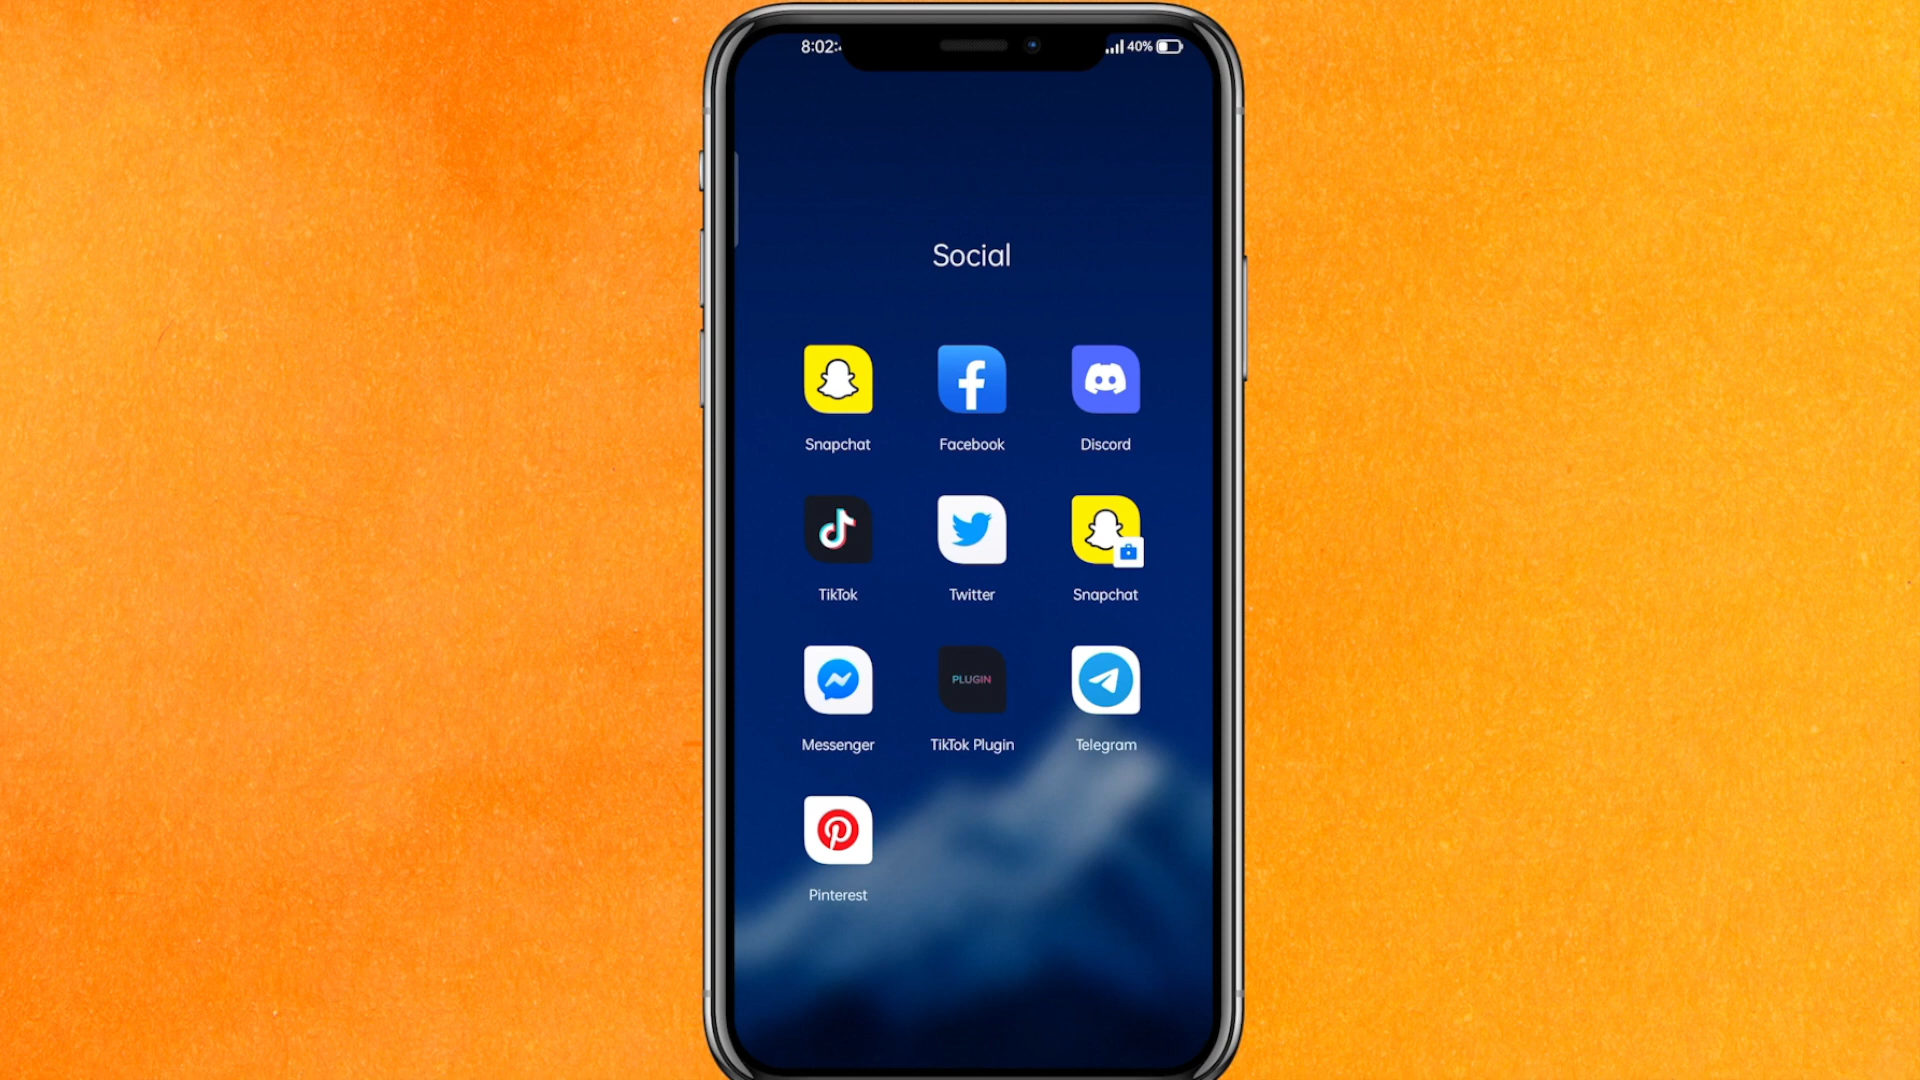 8:02:
40%
Social
Snapchat
Facebook
Discord
TikTok
Twitter
Snapchat
PLUGIN
Messenger
TikTok Plugin
Telegram
Pinterest